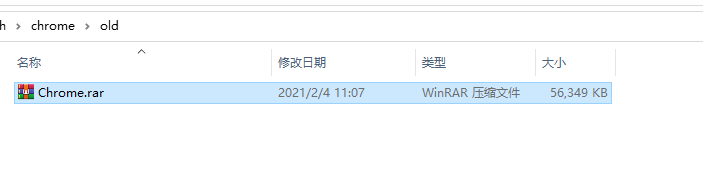 h > chrome > old
名称 修改日期 类型 大小
Chrome.rar 2021/2/4 11:07 WinRAR 压缩文件 56,349 KB